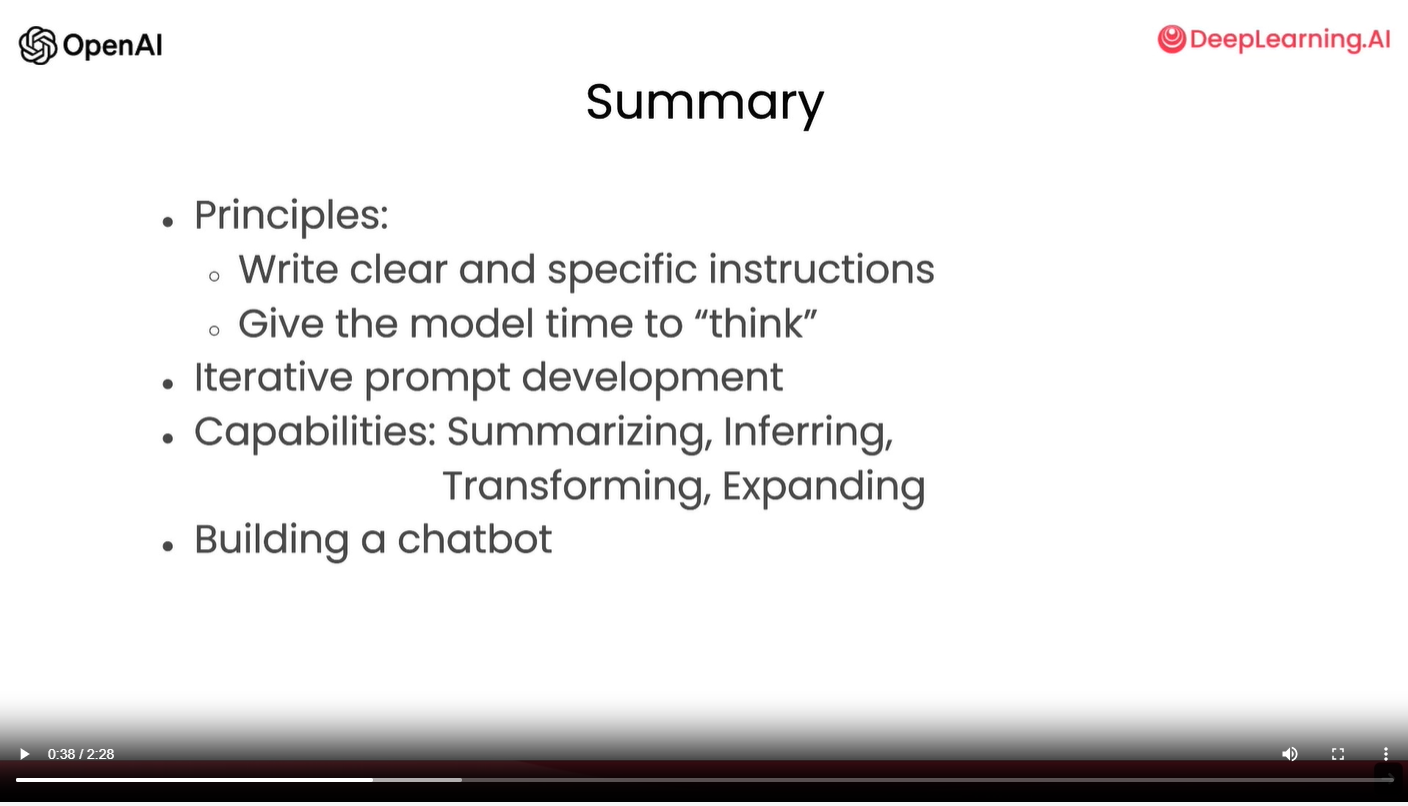 OpenAI
DeepLearning.AI
Summary
• Principles:
○ Write clear and specific instructions
○ Give the model time to “think”
• Iterative prompt development
• Capabilities: Summarizing, Inferring,
Transforming, Expanding
• Building a chatbot
0:38 / 2:28